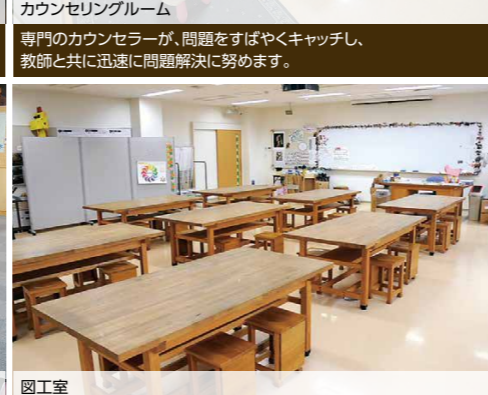 カウンセリングルーム
専門のカウンセラーが、問題をすばやくキャッチし、
教師と共に迅速に問題解決に努めます。
図工室